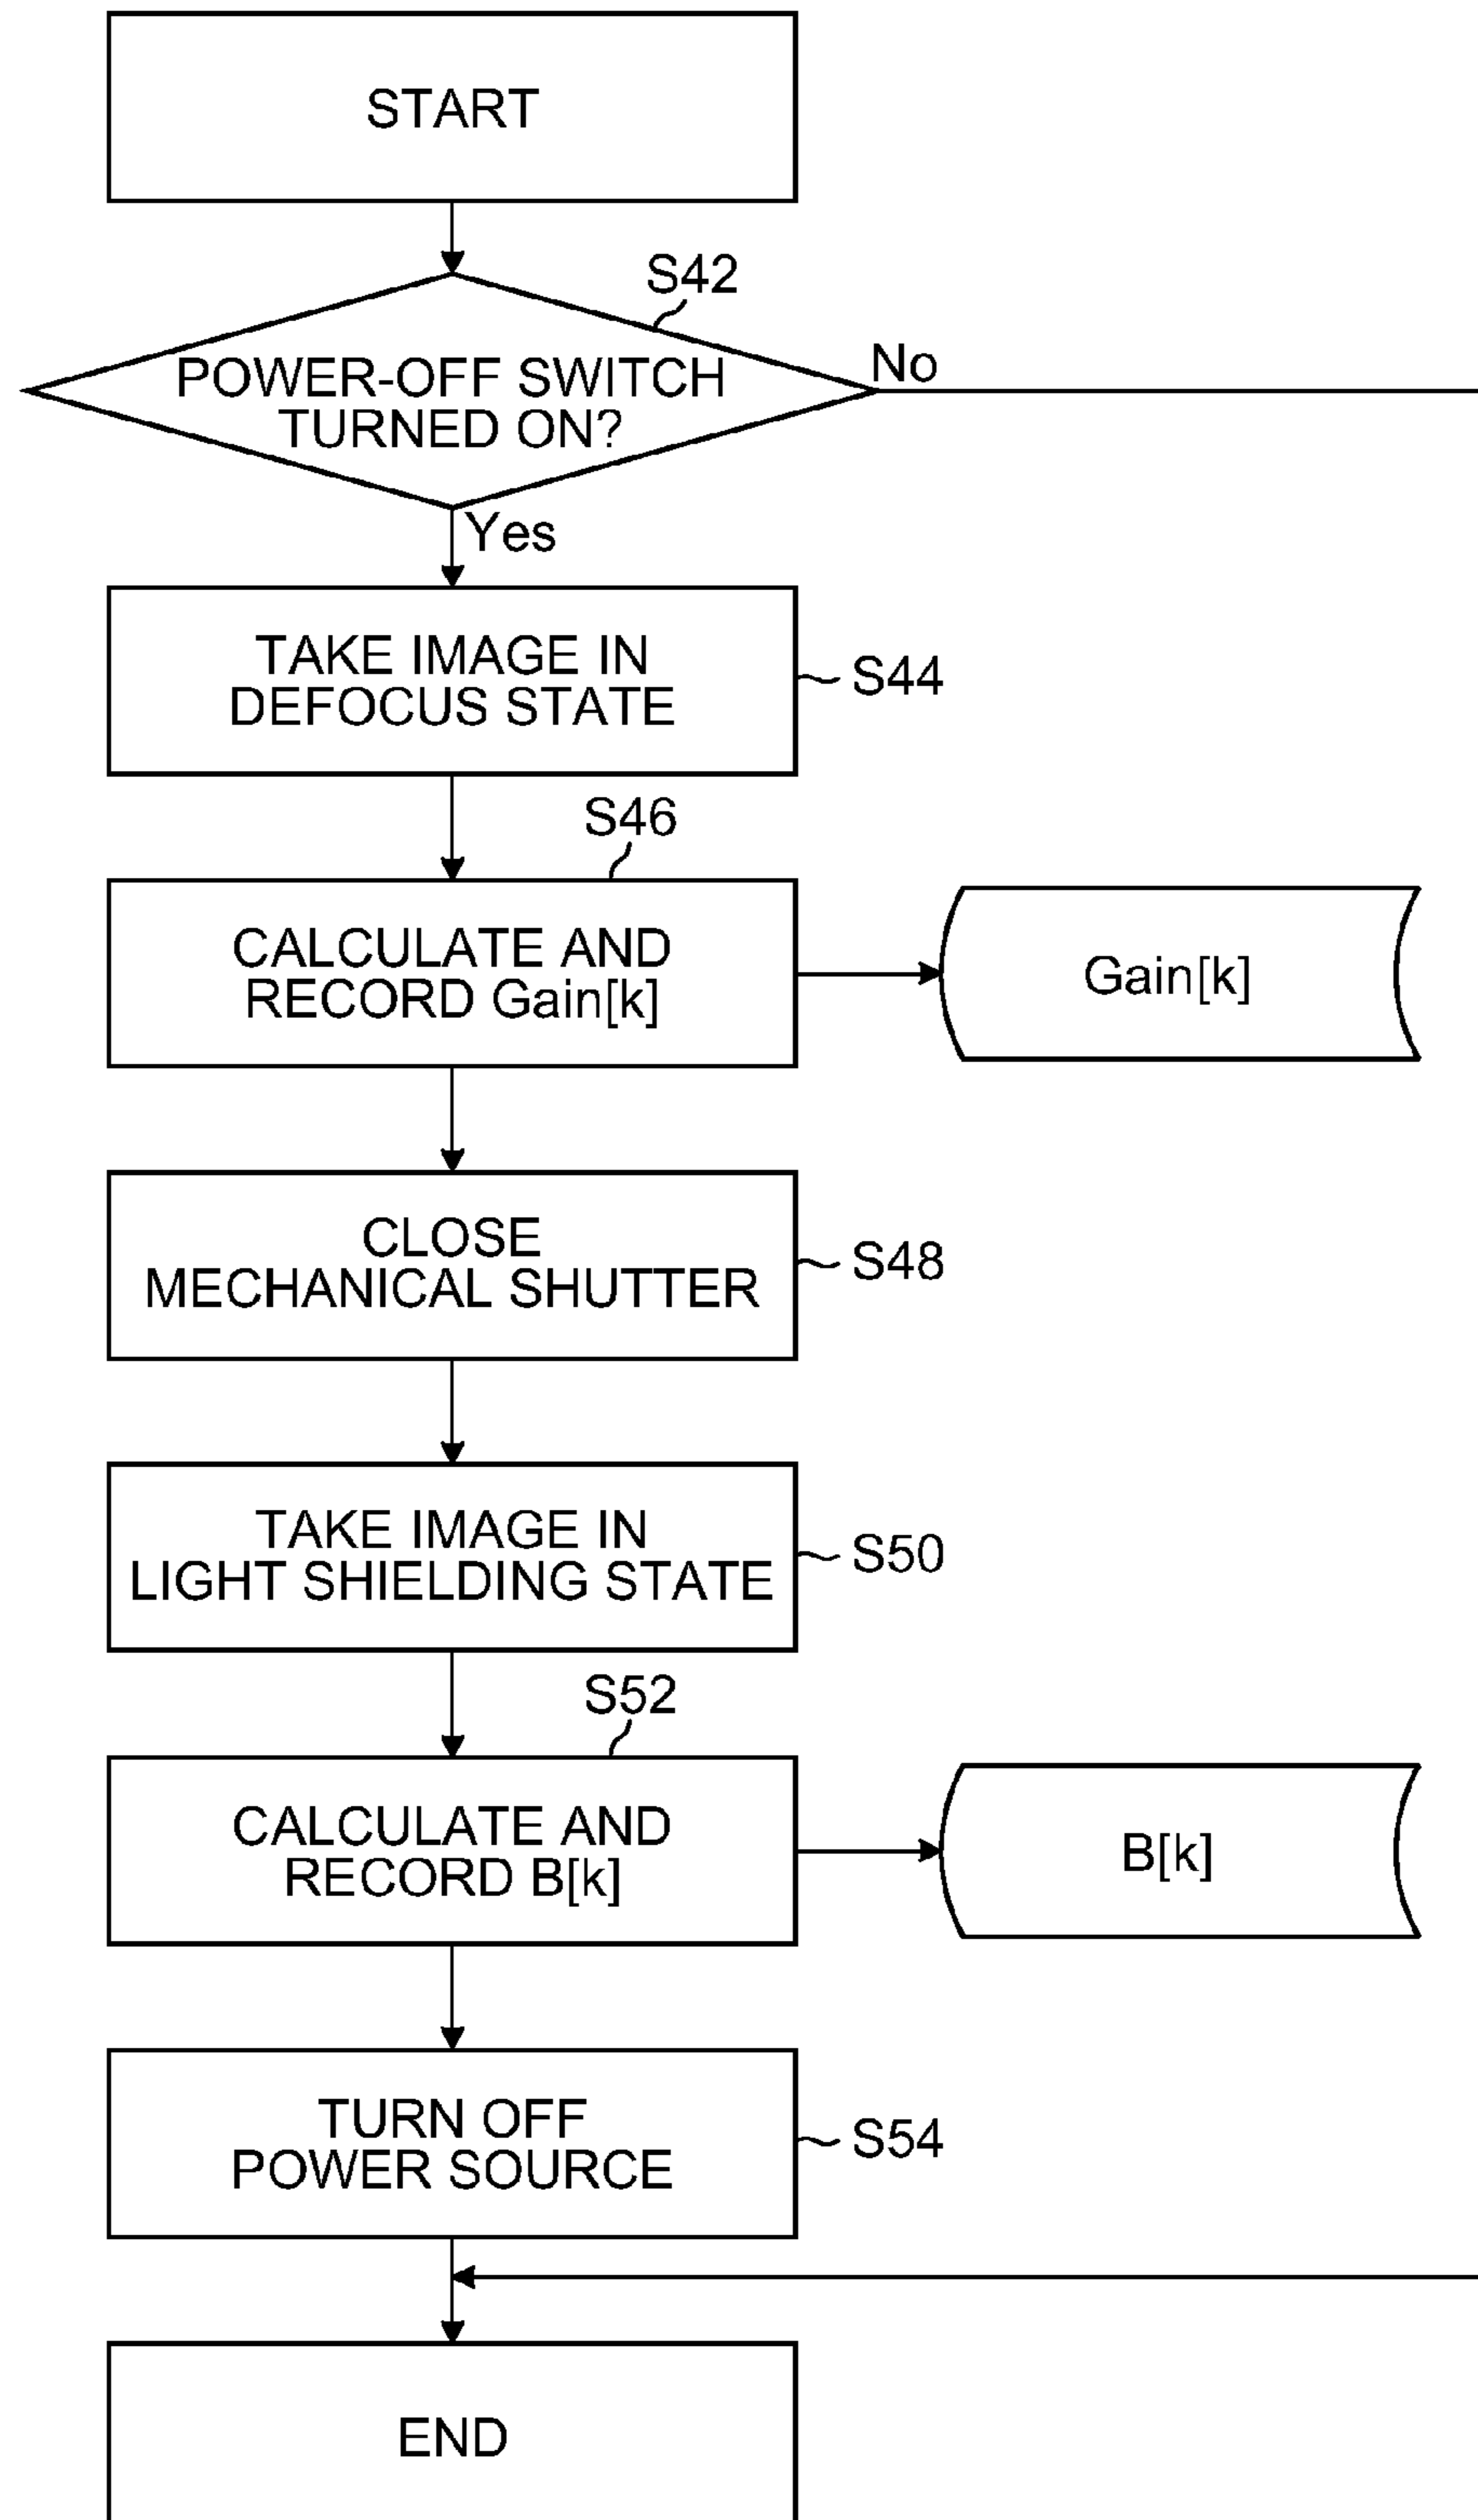 START
S42
POWER-OFF SWITCH
TURNED ON?
No
Yes
TAKE IMAGE IN
DEFOCUS STATE
S44
S46
CALCULATE AND
RECORD Gain[k]
Gain[k]
CLOSE
MECHANICAL SHUTTER
S48
TAKE IMAGE IN
LIGHT SHIELDING STATE
S50
S52
CALCULATE AND
RECORD B[k]
B[k]
TURN OFF
POWER SOURCE
S54
END